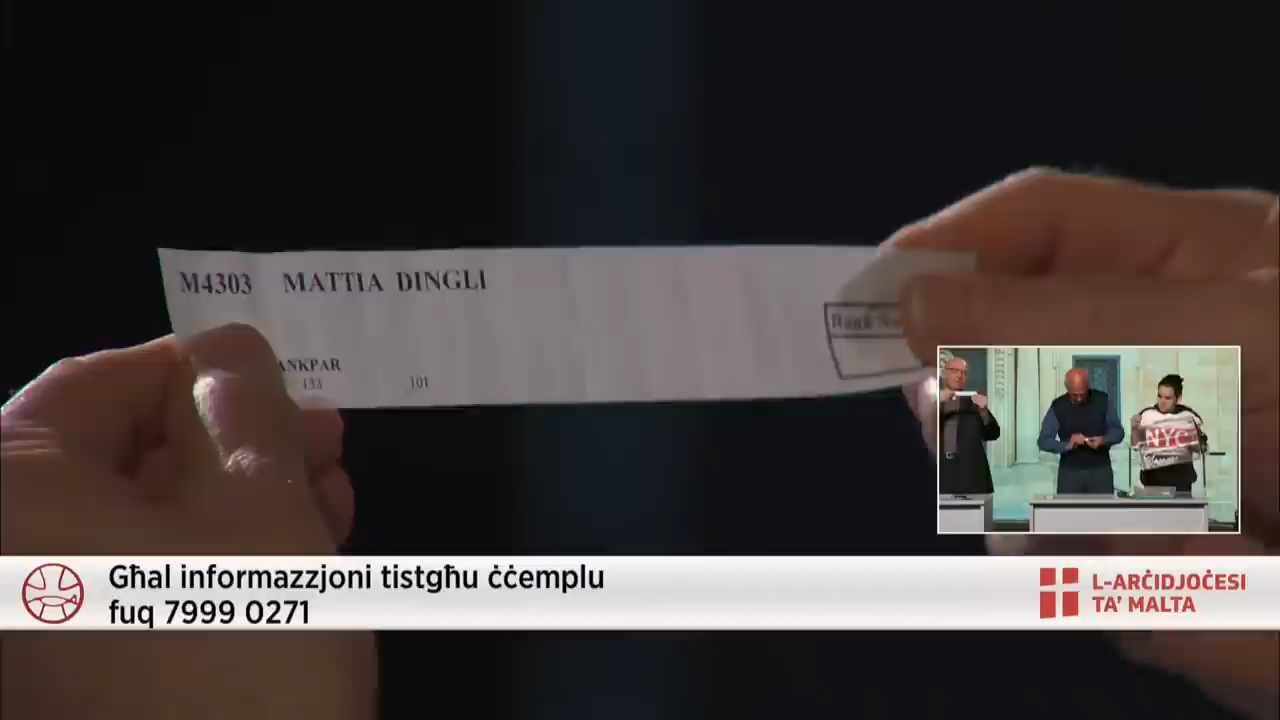 M4303 MATTIA DINGLI
ANKPAR
133 101
NYC
Għal informazzjoni tistgħu ċċemplu
fuq 7999 0271
L-ARĊIDJOĊESI
TA' MALTA